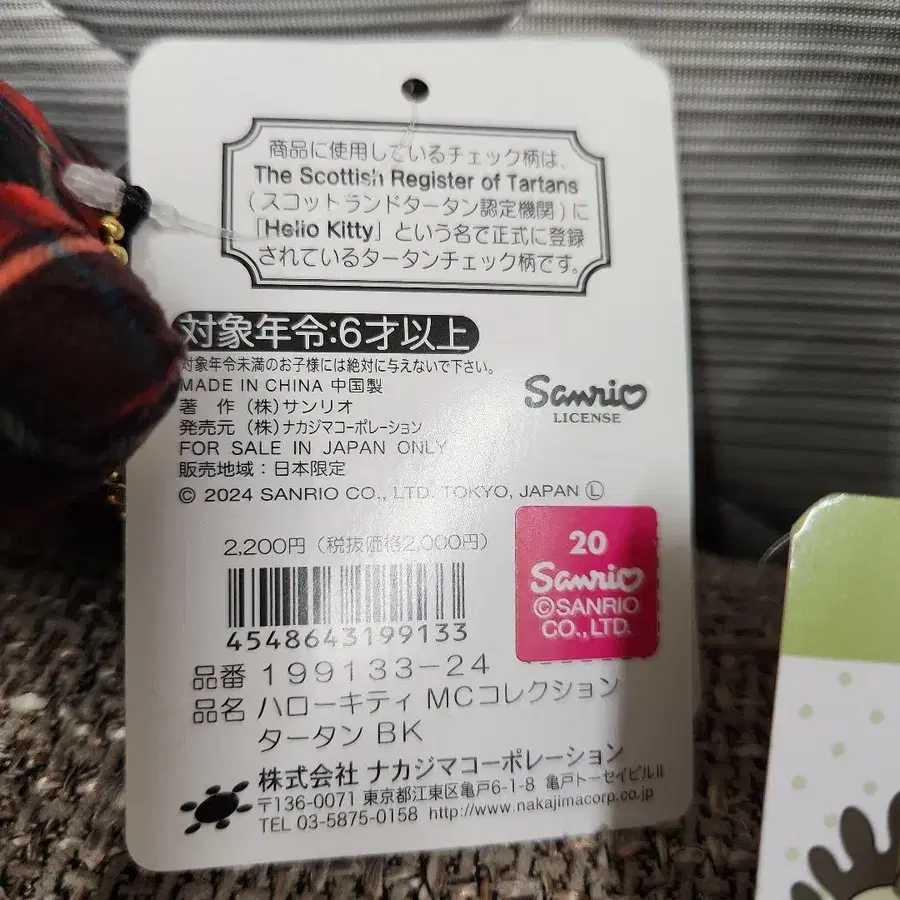 商品に使用しているチェック柄は、
The Scottish Register of Tartans
(スコットランドタータン認定機関)に
「Hello Kitty」という名で正式に登録
されているタータンチェック柄です。
対象年令:6才以上
対象年令未満のお子様には絶対に与えないで下さい。
MADE IN CHINA 中国製
著 作 (株)サンリオ
発売元 (株)ナカジマコーポレーション
FOR SALE IN JAPAN ONLY
販売地域:日本限定
© 2024 SANRIO CO., LTD. TOKYO, JAPAN Ⓛ
Sanrio
LICENSE
2,200円(税抜価格2,000円)
4548643199133
20
Sanrio
©SANRIO
CO., LTD.
品番 199133-24
品名 ハローキティ MCコレクション
タータン BK
株式会社 ナカジマコーポレーション
〒136-0071 東京都江東区亀戸6-1-8 亀戸トーセイビルⅡ
TEL 03-5875-0158 http://www.nakajimacorp.co.jp